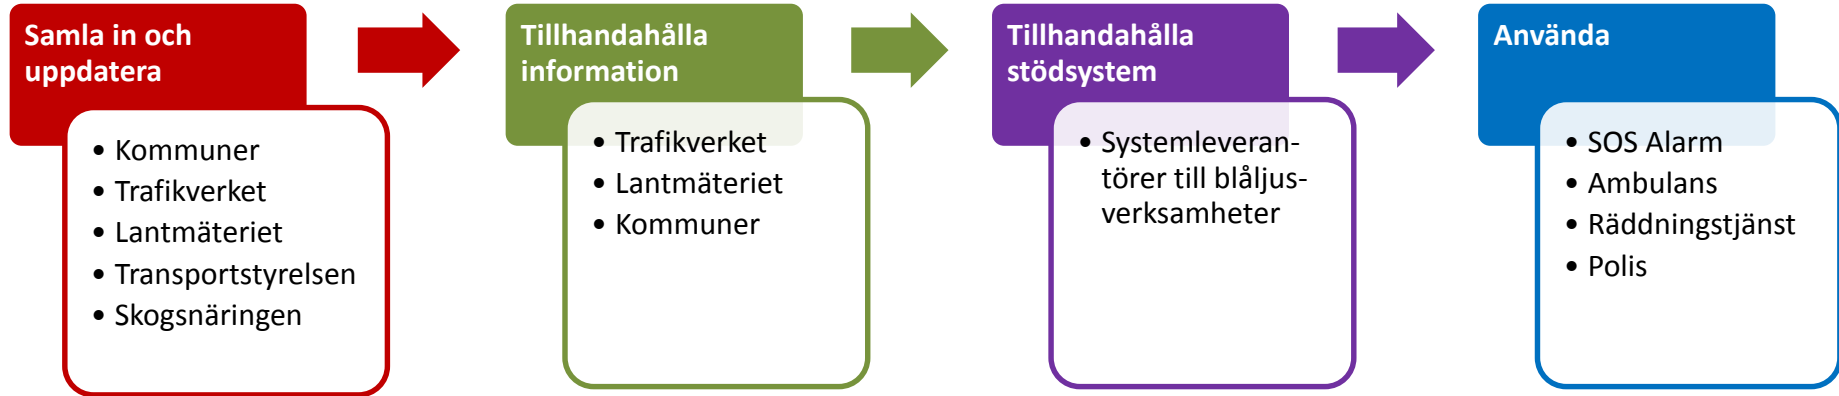 Samla in och
uppdatera
• Kommuner
• Trafikverket
• Lantmäteriet
• Transportstyrelsen
• Skogsnäringen
Tillhandahålla
information
• Trafikverket
• Lantmäteriet
• Kommuner
Tillhandahålla
stödsystem
• Systemleveran-
törer till blåljus-
verksamheter
Använda
• SOS Alarm
• Ambulans
• Räddningstjänst
• Polis